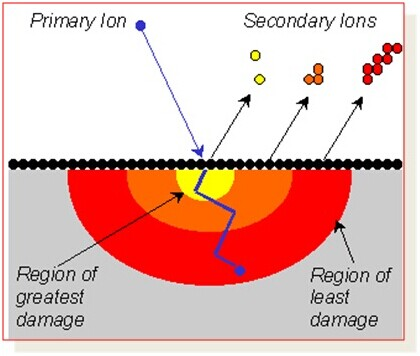 Primary Ion
Secondary Ions
Region of
greatest
damage
Region of
least
damage